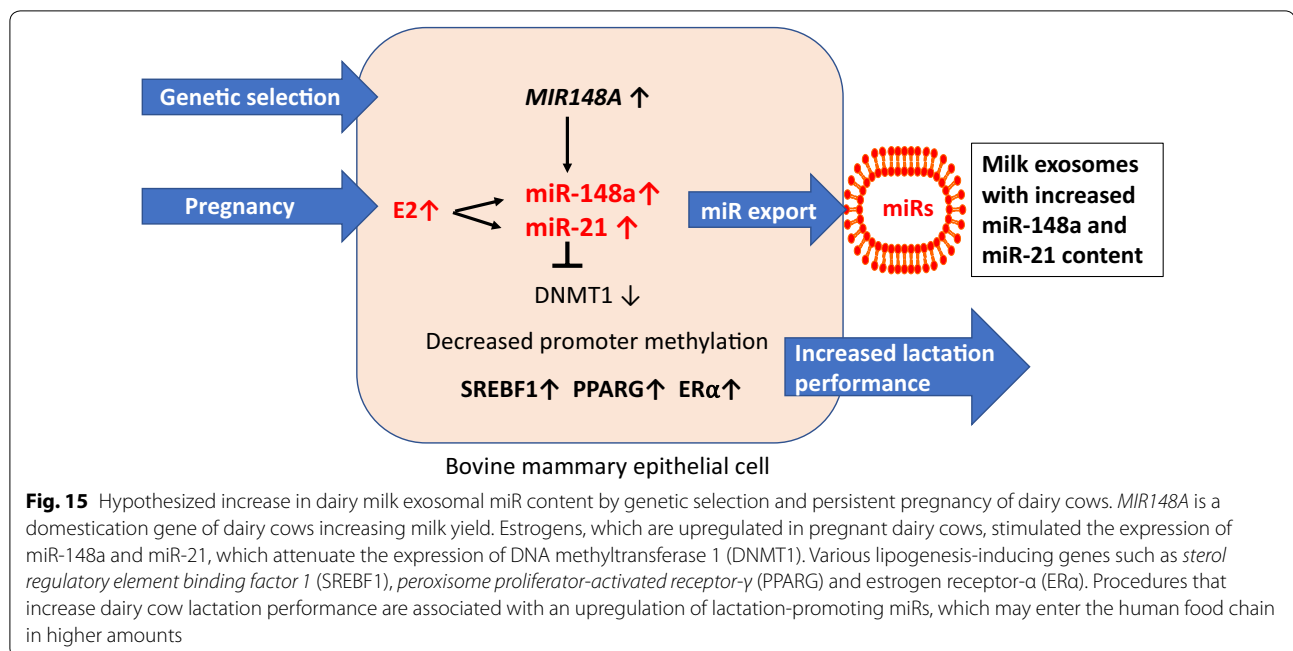 Genetic selection
MIR148A ↑
Pregnancy
E2↑
miR-148a↑
miR-21 ↑
miR export
miRs
Milk exosomes
with increased
miR-148a and
miR-21 content
DNMT1 ↓
Decreased promoter methylation
SREBF1↑ PPARG↑ ERα↑
Increased lactation
performance
Bovine mammary epithelial cell
Fig. 15 Hypothesized increase in dairy milk exosomal miR content by genetic selection and persistent pregnancy of dairy cows. MIR148A is a
domestication gene of dairy cows increasing milk yield. Estrogens, which are upregulated in pregnant dairy cows, stimulated the expression of
miR-148a and miR-21, which attenuate the expression of DNA methyltransferase 1 (DNMT1). Various lipogenesis-inducing genes such as sterol
regulatory element binding factor 1 (SREBF1), peroxisome proliferator-activated receptor-γ (PPARG) and estrogen receptor-α (ERα). Procedures that
increase dairy cow lactation performance are associated with an upregulation of lactation-promoting miRs, which may enter the human food chain
in higher amounts